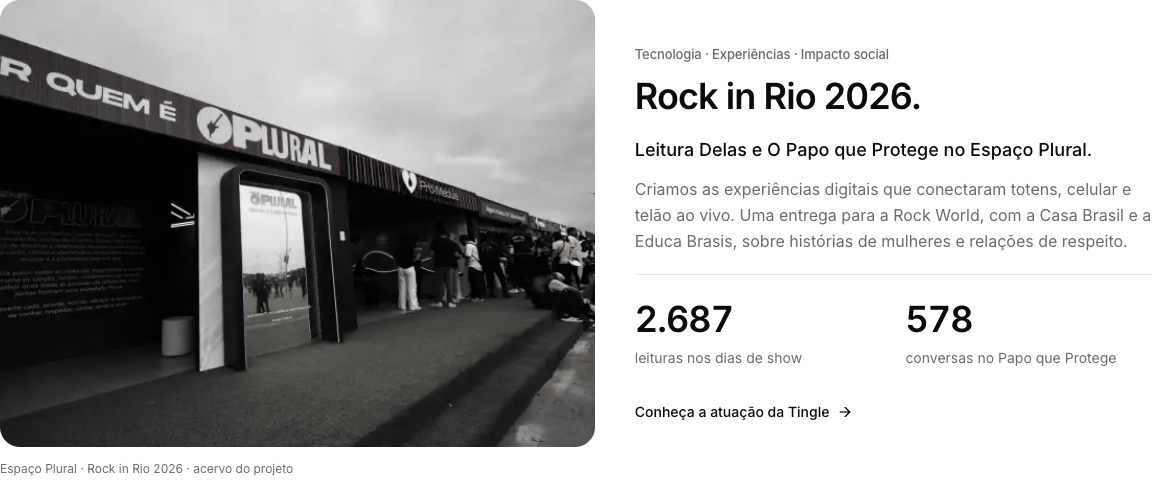 R QUEM É
PLURAL
Pró-Medula
PLURAL
Tecnologia · Experiências · Impacto social
Rock in Rio 2026.
Leitura Delas e O Papo que Protege no Espaço Plural.
Criamos as experiências digitais que conectaram totens, celular e
telão ao vivo. Uma entrega para a Rock World, com a Casa Brasil e a
Educa Brasis, sobre histórias de mulheres e relações de respeito.
2.687
578
leituras nos dias de show
conversas no Papo que Protege
Conheça a atuação da Tingle →
Espaço Plural · Rock in Rio 2026 · acervo do projeto